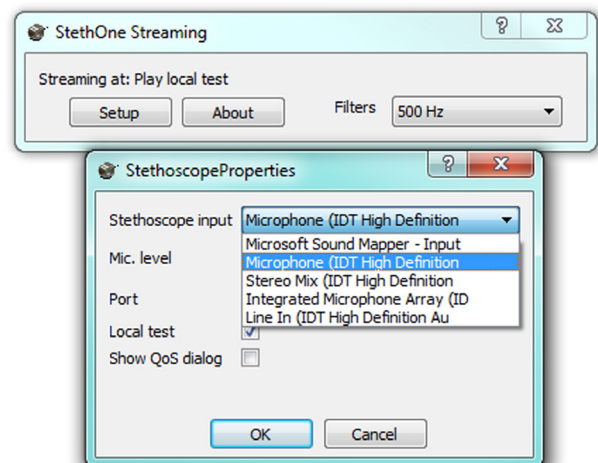 StethOne Streaming
Streaming at: Play local test
Setup
About
Filters
500 Hz
StethoscopeProperties
Stethoscope input
Microphone (IDT High Definition
Microsoft Sound Mapper - Input
Microphone (IDT High Definition
Mic. level
Stereo Mix (IDT High Definition
Port
Integrated Microphone Array (ID
Line In (IDT High Definition Au
Local test
Show QoS dialog
OK
Cancel